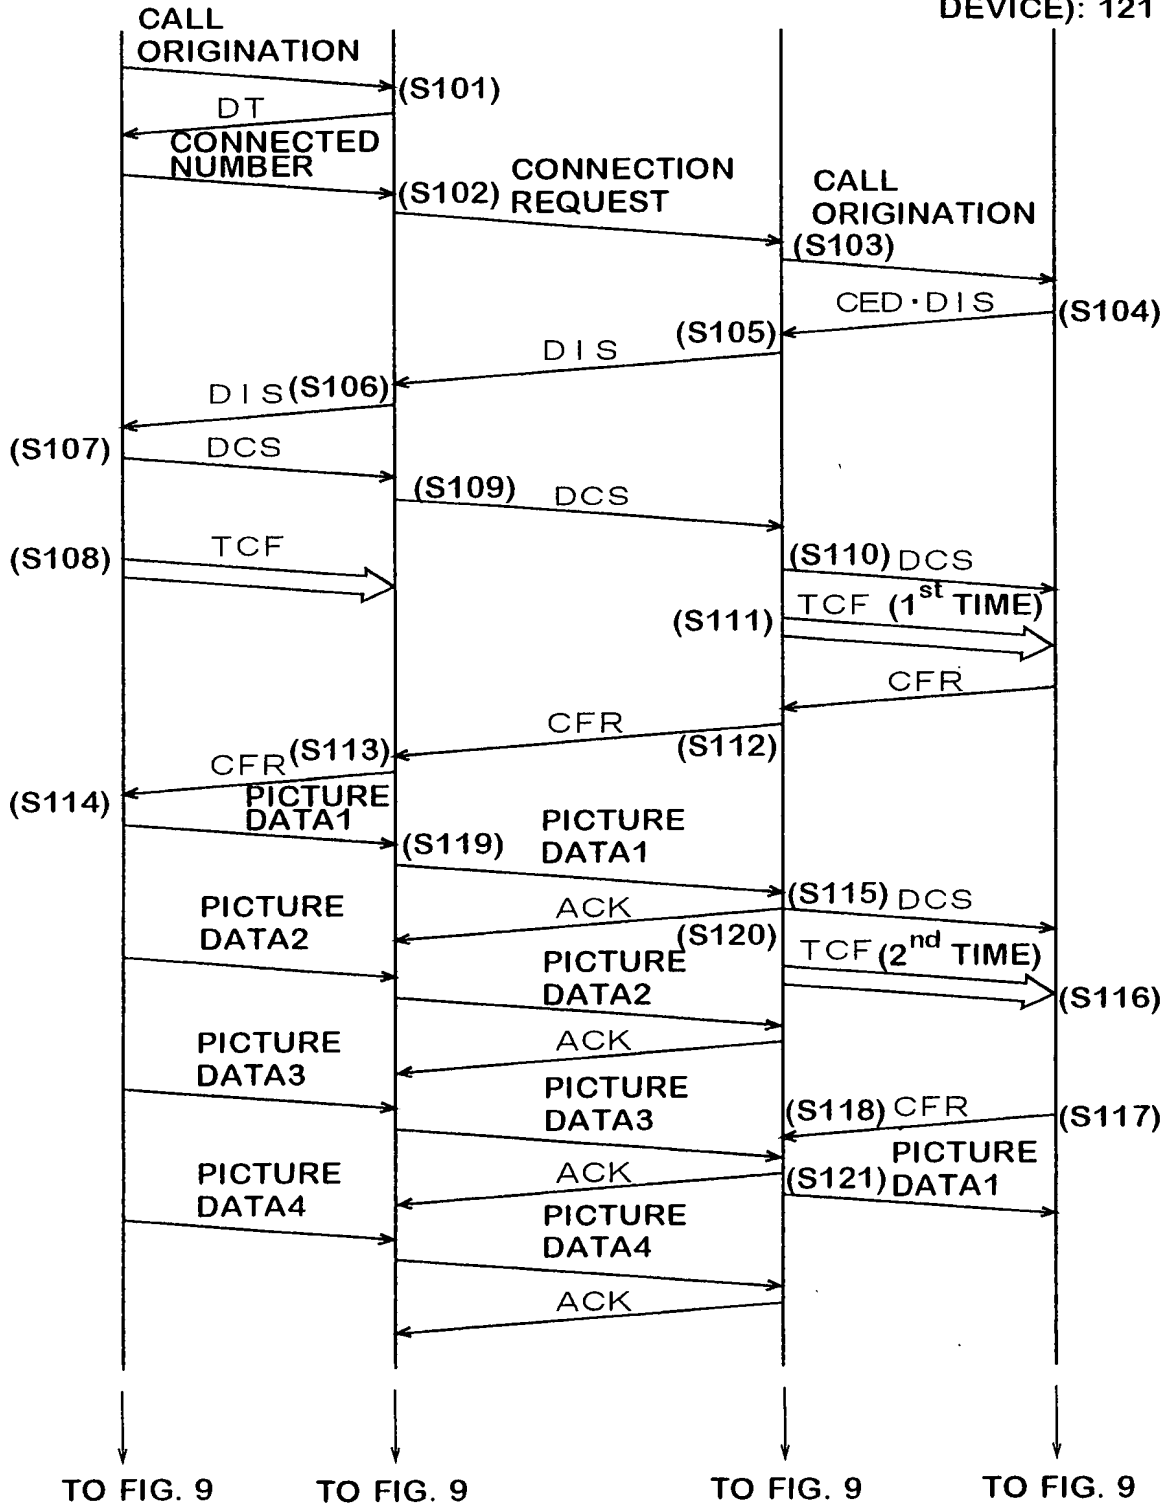 DEVICE): 121
CALL
ORIGINATION
(S101)
DT
CONNECTED
NUMBER
(S102)
CONNECTION
REQUEST
CALL
ORIGINATION
(S103)
CED・DIS
(S104)
(S105)
DIS
DIS
(S106)
(S107)
DCS
(S109)
DCS
(S108)
TCF
(S110)
DCS
(S111)
TCF (1st TIME)
CFR
CFR
(S112)
CFR
(S113)
(S114)
PICTURE
DATA1
(S119)
PICTURE
DATA1
(S115)
DCS
ACK
(S120)
PICTURE
DATA2
TCF (2nd TIME)
(S116)
PICTURE
DATA2
ACK
PICTURE
DATA3
PICTURE
DATA3
(S118)
CFR
(S117)
ACK
(S121)
PICTURE
DATA1
PICTURE
DATA4
PICTURE
DATA4
ACK
TO FIG. 9
TO FIG. 9
TO FIG. 9
TO FIG. 9